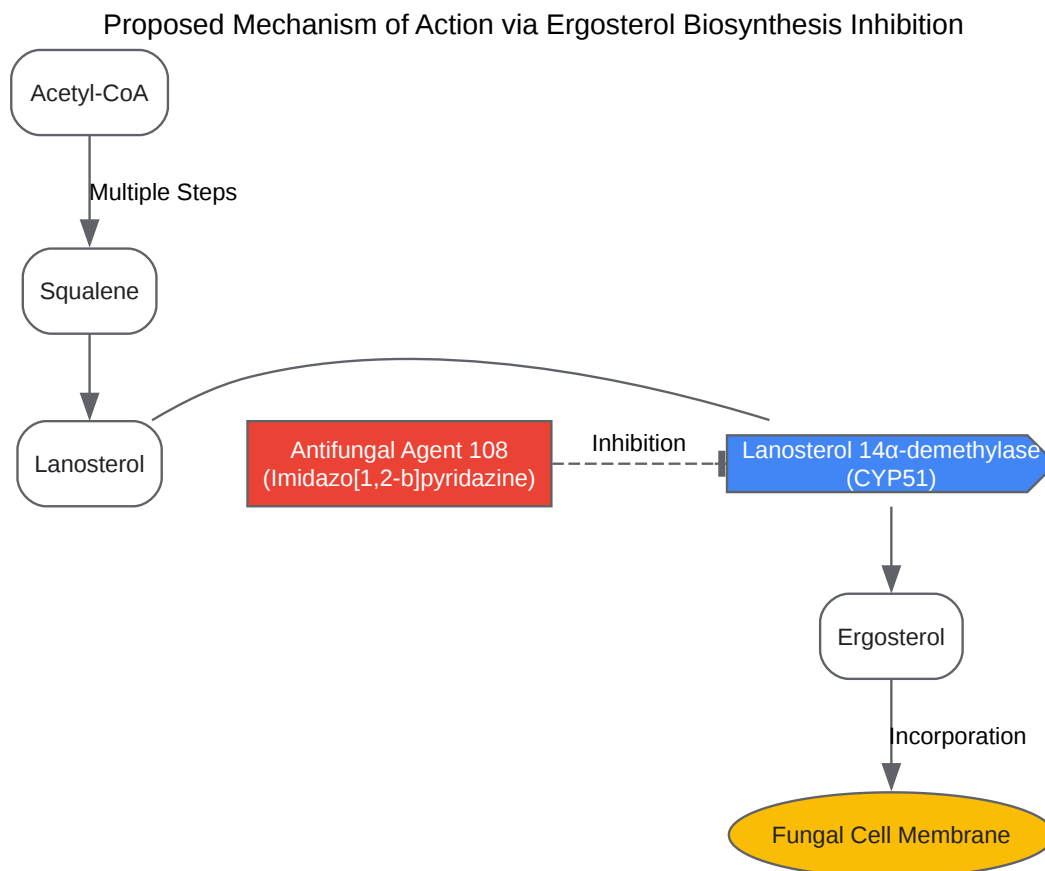 Proposed Mechanism of Action via Ergosterol Biosynthesis Inhibition
Acetyl-CoA
Multiple Steps
Squalene
Lanosterol
Antifungal Agent 108
(Imidazo[1,2-b]pyridazine)
Inhibition
Lanosterol 14α-demethylase
(CYP51)
Ergosterol
Incorporation
Fungal Cell Membrane